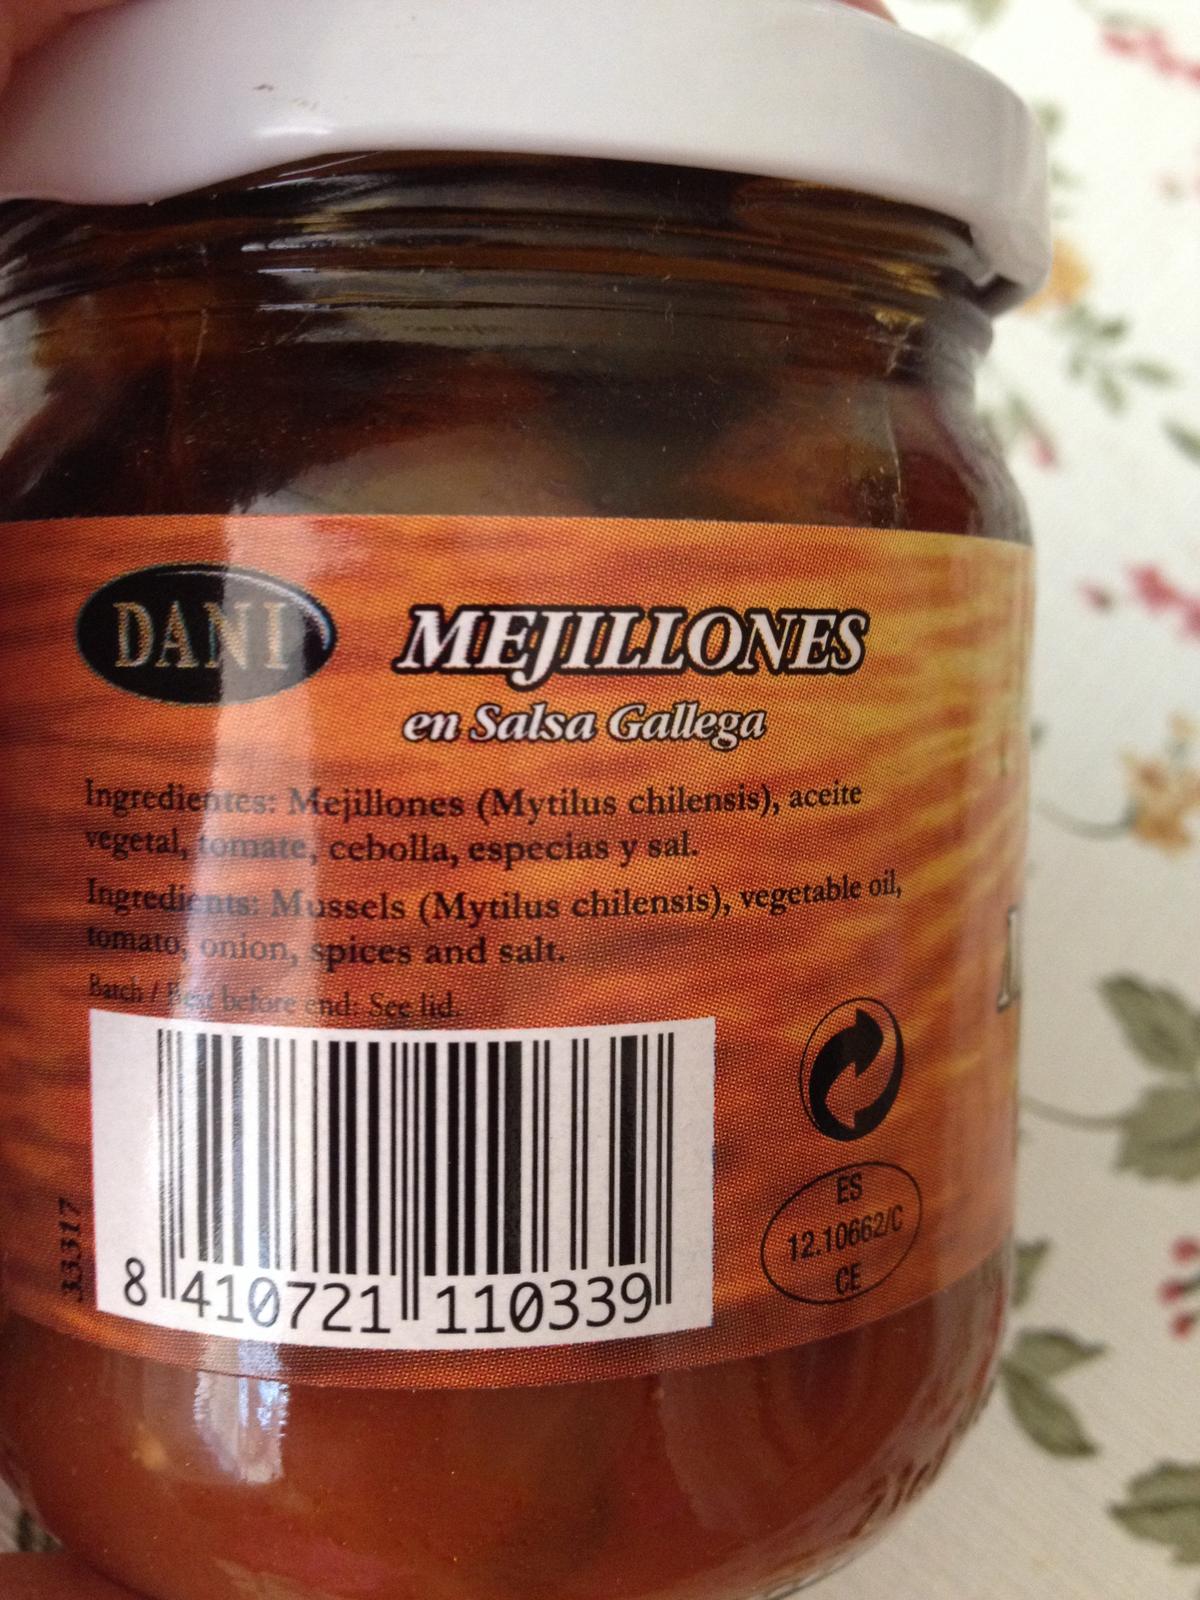 DANI
MEJILLONES
en Salsa Gallega
Ingredientes: Mejillones (Mytilus chilensis), aceite
vegetal, tomate, cebolla, especias y sal.
Ingredients: Mussels (Mytilus chilensis), vegetable oil,
tomato, onion, spices and salt.
Batch / Best before end: See lid.
33317
8 410721 110339
ES
12.10662/C
CE